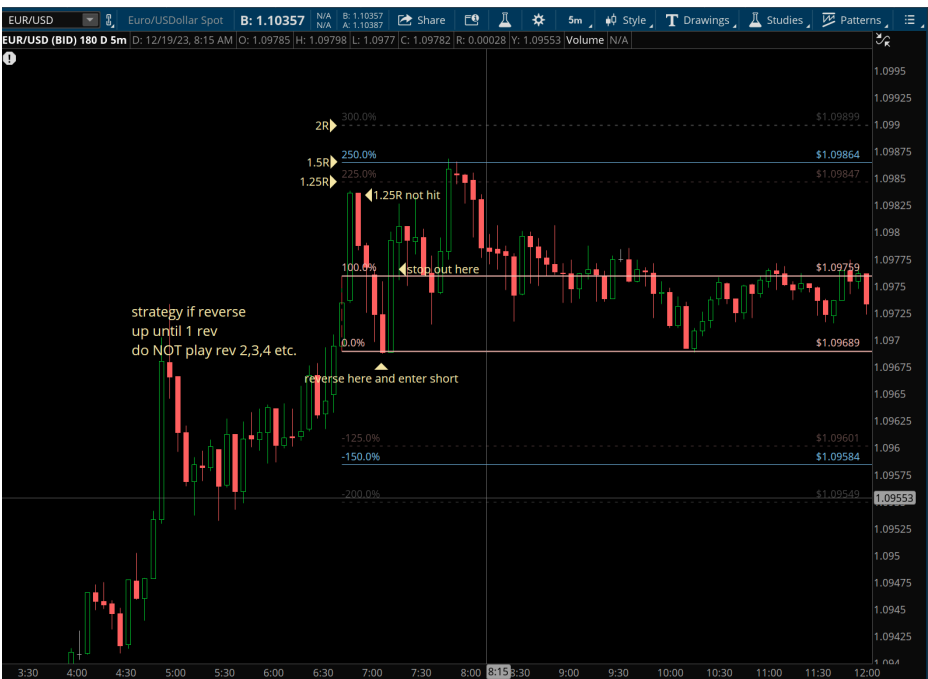 EUR/USD Euro/USDollar Spot B: 1.10357 N/A B: 1.10357 Share 5m Style Drawings Studies Patterns
N/A A: 1.10387
EUR/USD (BID) 180 D 5m D: 12/19/23, 8:15 AM O: 1.09785 H: 1.09798 L: 1.0977 C: 1.09782 R: 0.00028 Y: 1.09553 Volume N/A
1.0995
1.09925
300.0% $1.09899
2R 1.099
250.0% $1.09864 1.09875
1.5R
225.0% $1.09847
1.25R 1.0985
1.25R not hit
1.09825
1.098
1.09775
100.0% stop out here $1.09759
1.0975
strategy if reverse 1.09725
up until 1 rev
do NOT play rev 2,3,4 etc. 0.0% $1.09689 1.097
1.09675
reverse here and enter short
1.0965
1.09625
-125.0% $1.09601 1.096
-150.0% $1.09584
1.09575
-200.0% $1.09549 1.09553
1.09525
1.095
1.09475
1.0945
1.09425
1.094
3:30 4:00 4:30 5:00 5:30 6:00 6:30 7:00 7:30 8:00 8:15 8:30 9:00 9:30 10:00 10:30 11:00 11:30 12:00